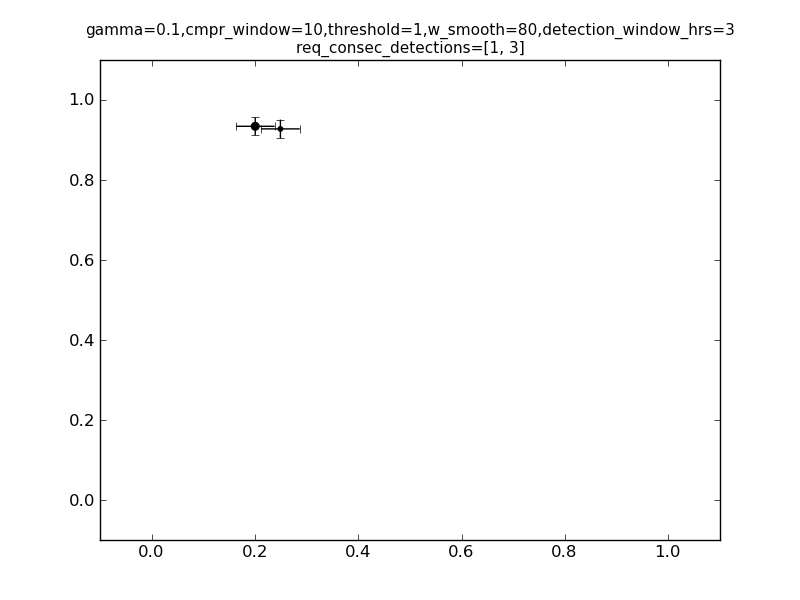 gamma=0.1,cmpr_window=10,threshold=1,w_smooth=80,detection_window_hrs=3
req_consec_detections=[1, 3]
1.0
0.8
0.6
0.4
0.2
0.0
0.0 0.2 0.4 0.6 0.8 1.0